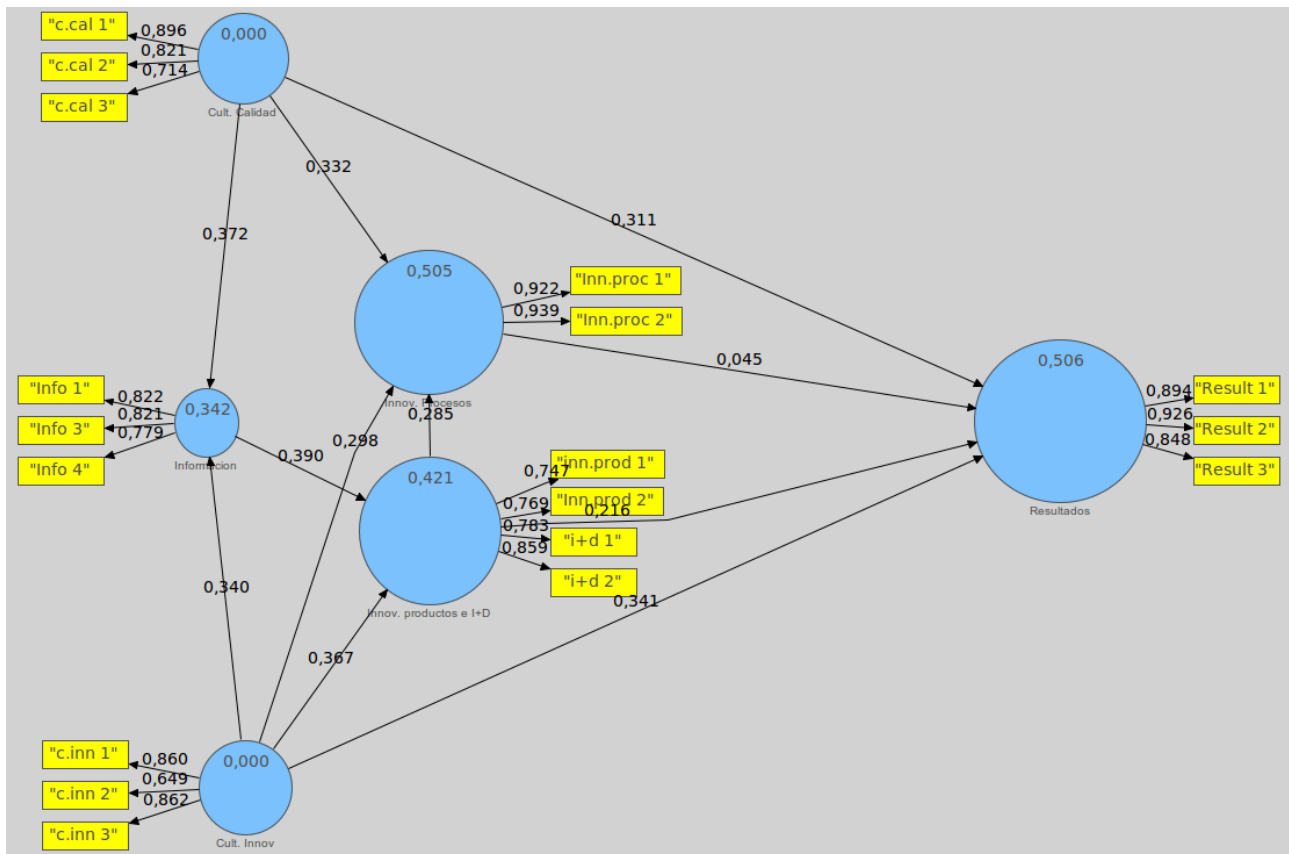 "c.cal 1"
0,896
0,000
"c.cal 2"
0,821
"c.cal 3"
0,714
Cult. Calidad
0,332
0,311
0,372
0,505
"Inn.proc 1"
0,922
"Inn.proc 2"
0,939
0,045
0,506
"Info 1"
0,822
0,342
Innov. Procesos
0,285
0,894
"Result 1"
"Info 3"
0,821
0,926
"Result 2"
0,298
0,390
0,848
"Result 3"
"Info 4"
0,779
Informacion
0,421
0,747
"inn.prod 1"
0,769
"Inn.prod 2"
0,216
Resultados
0,783
"i+d 1"
0,859
"i+d 2"
0,340
0,341
Innov. productos e I+D
0,367
"c.inn 1"
0,860
0,000
"c.inn 2"
0,649
"c.inn 3"
0,862
Cult. Innov